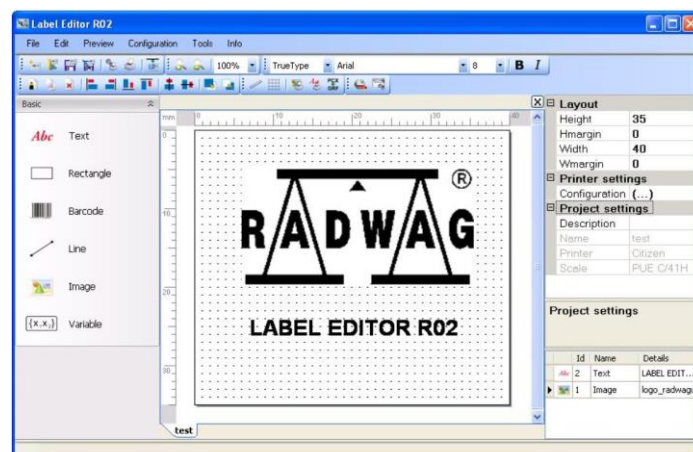 Label Editor R02
File Edit Preview Configuration Tools Info
100% TrueType Arial 8 B I
Basic
Abc Text
Rectangle
Barcode
Line
Image
{x.x} Variable
mm 0 10 20 30 40
0
10
20
30
RADWAG ®
LABEL EDITOR R02
test
Layout
Height 35
Hmargin 0
Width 40
Wmargin 0
Printer settings
Configuration (...)
Project settings
Description
Name test
Printer Citizen
Scale PUE C/41H
Project settings
Id Name Details
Abc 2 Text LABEL EDIT...
1 Image logo_radwag